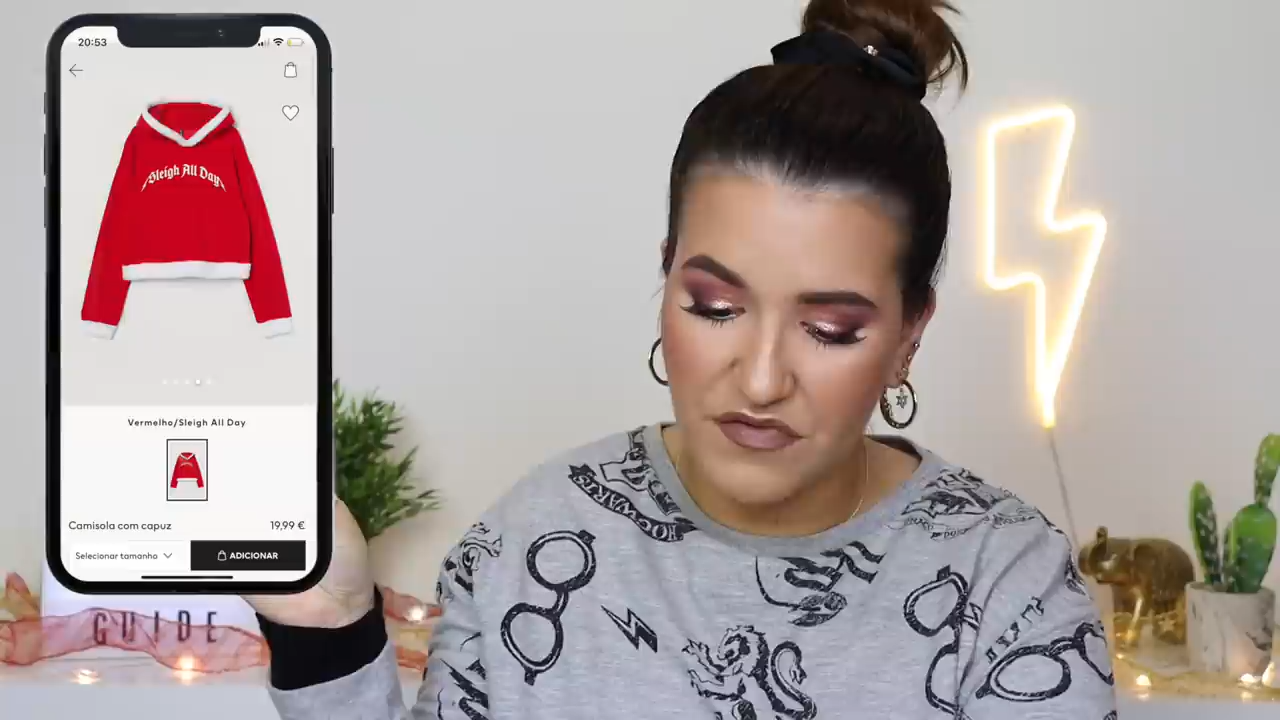 20:53
Sleigh All Day
Vermelho/Sleigh All Day
Camisola com capuz
19,99 €
Selecionar tamanho
ADICIONAR
GUIDE
HOGWARTS